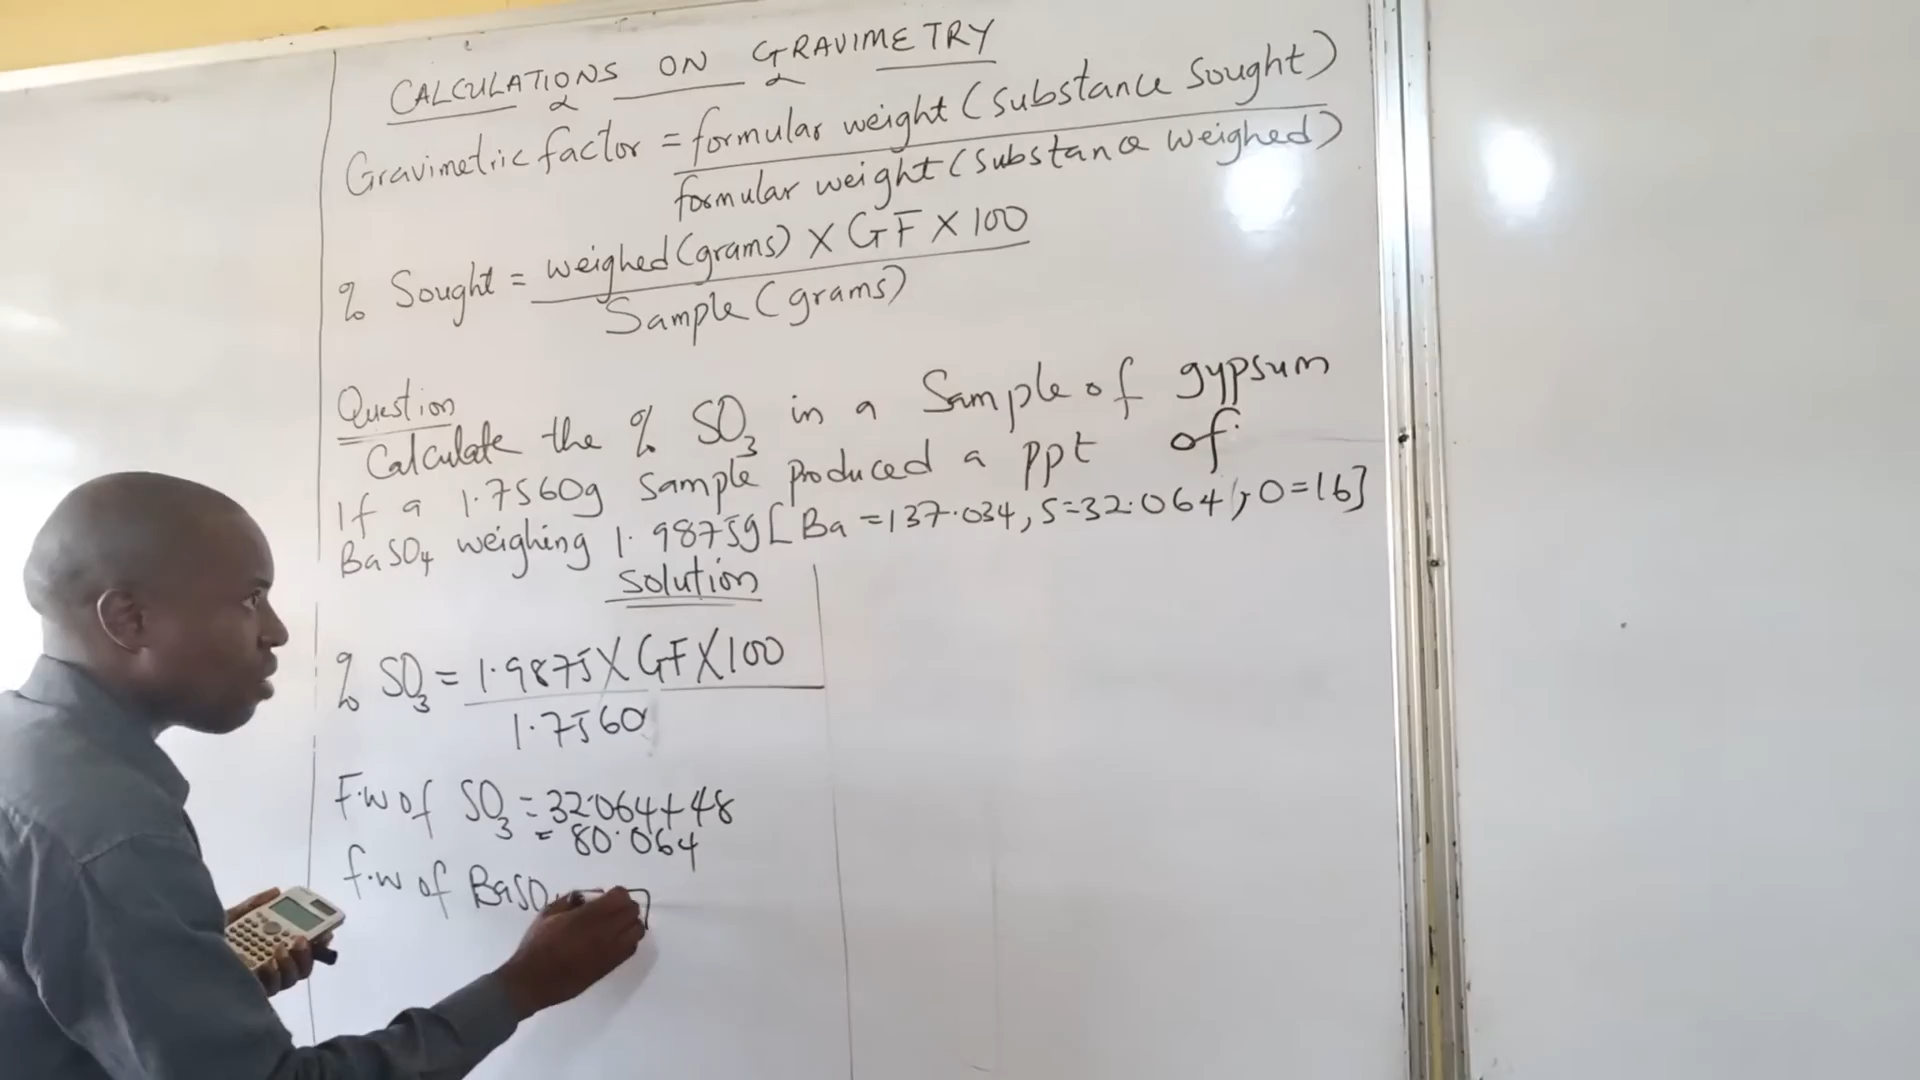 CALCULATIONS ON GRAVIMETRY
Gravimetric factor = formular weight (Substance Sought)
formular weight (Substance weighed)
% Sought = weighed (grams) X GF X 100
Sample (grams)
Question
Calculate the % SO3 in a Sample of gypsum
If a 1.7560g Sample produced a ppt of
BaSO4 weighing 1.9875g [Ba = 137.034, S=32.064, O=16]
Solution
% SO3 = 1.9875 X GF X 100
1.7560
F.w of SO3 = 32.064 + 48
= 80.064
f.w of BaSO